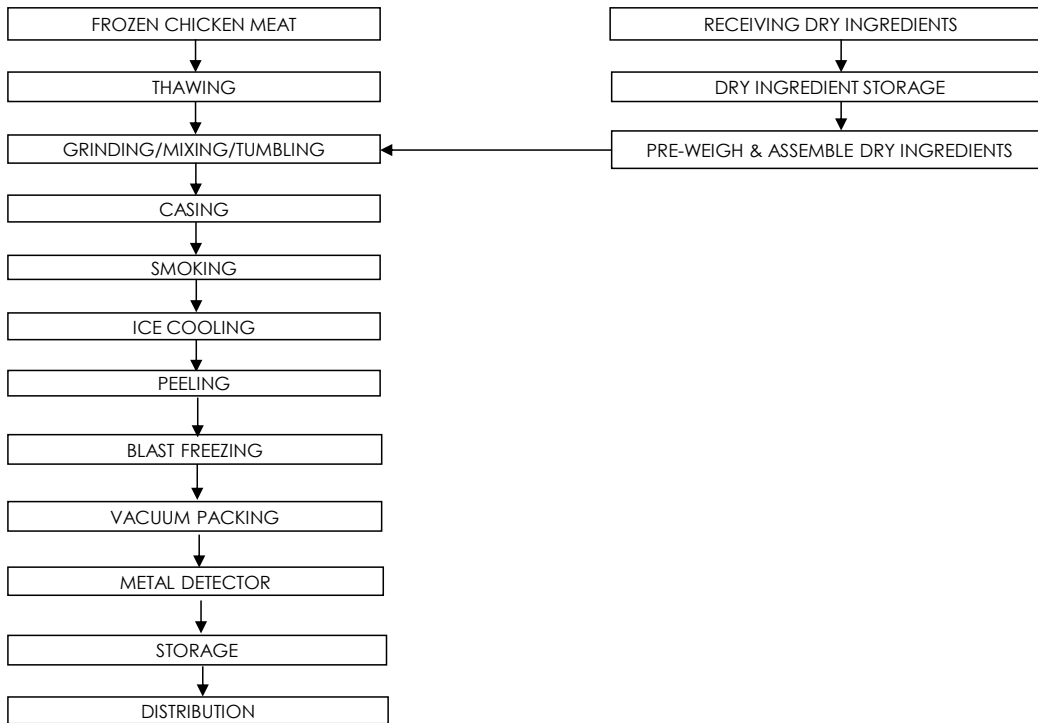 FROZEN CHICKEN MEAT
RECEIVING DRY INGREDIENTS
THAWING
DRY INGREDIENT STORAGE
GRINDING/MIXING/TUMBLING
PRE-WEIGH & ASSEMBLE DRY INGREDIENTS
CASING
SMOKING
ICE COOLING
PEELING
BLAST FREEZING
VACUUM PACKING
METAL DETECTOR
STORAGE
DISTRIBUTION